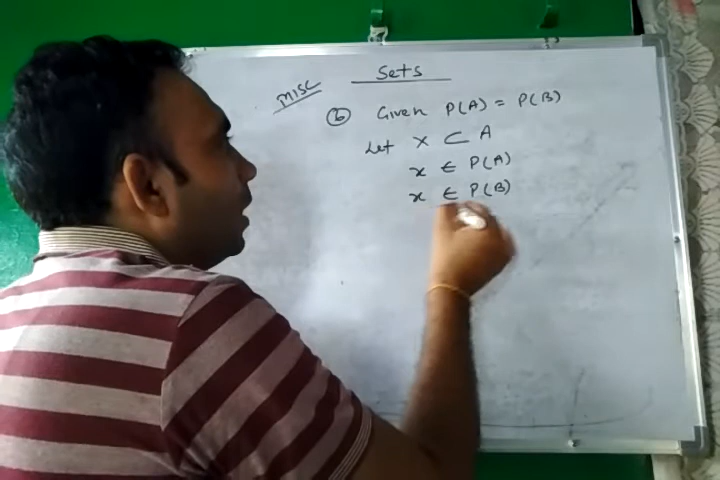 Sets
MISC
6 Given P(A) = P(B)
Let X ⊂ A
x ∈ P(A)
x ∈ P(B)